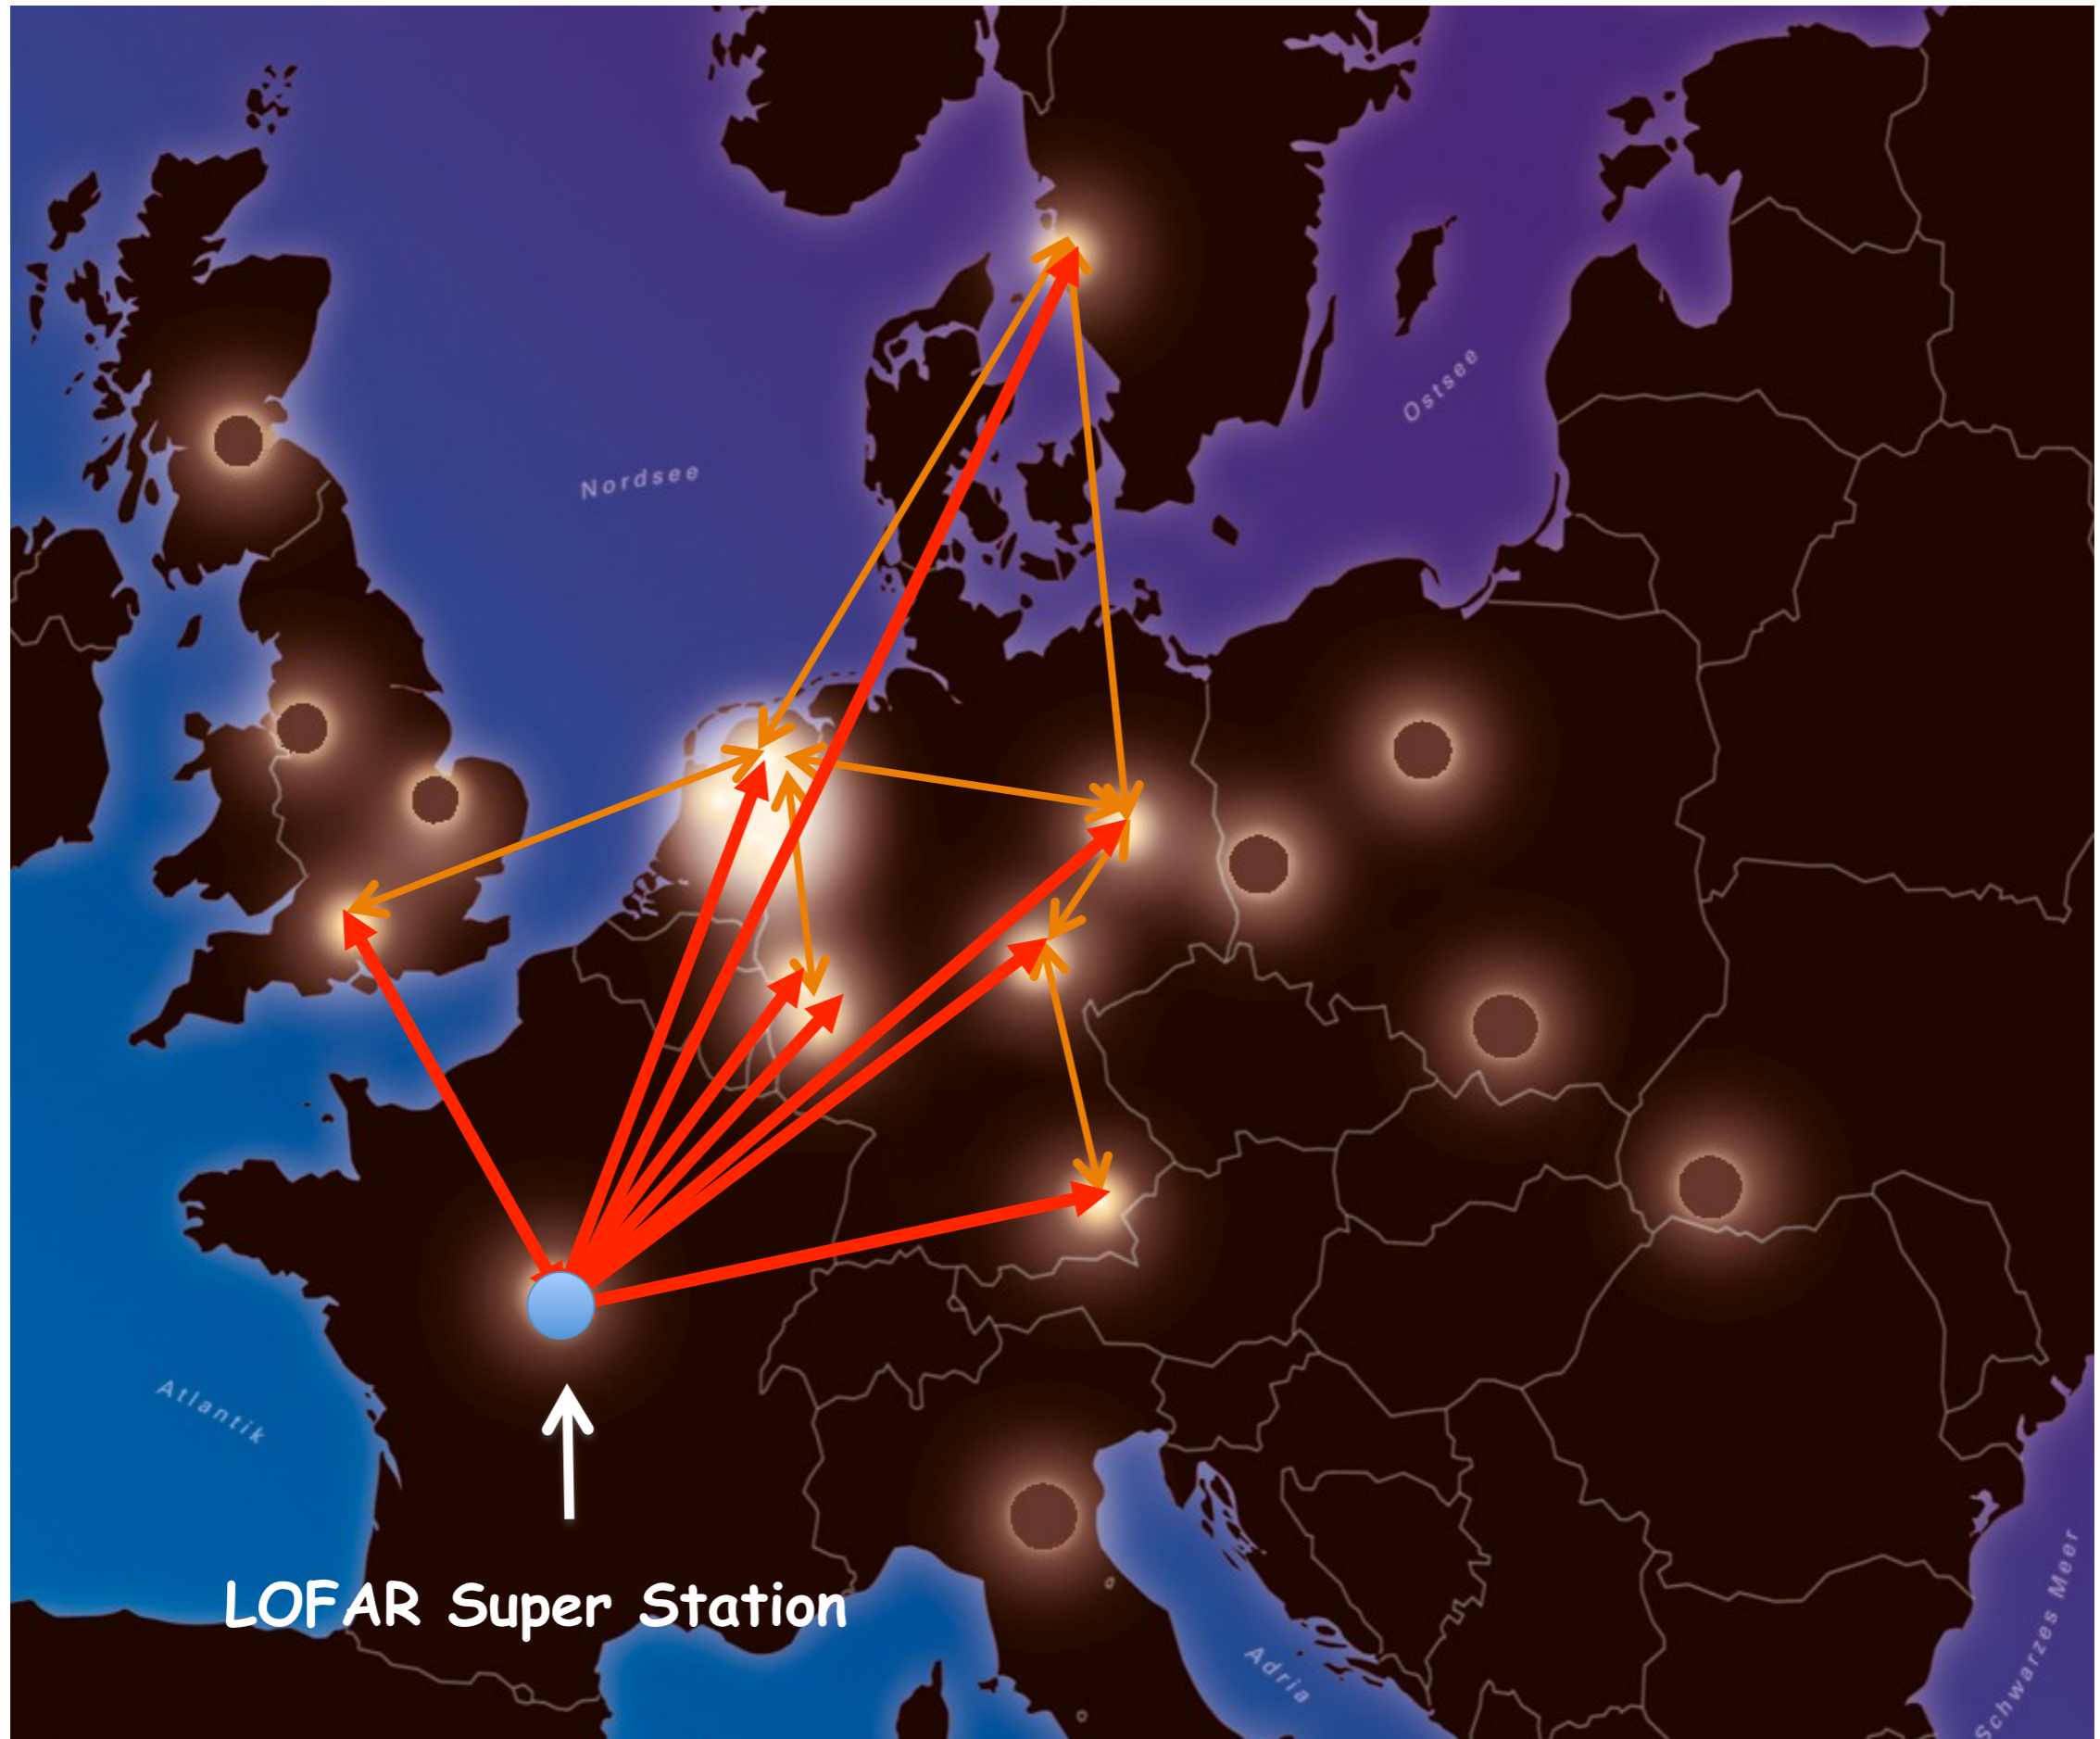 Ostsee
Nordsee
Atlantik
LOFAR Super Station
Adria
Schwarzes Meer